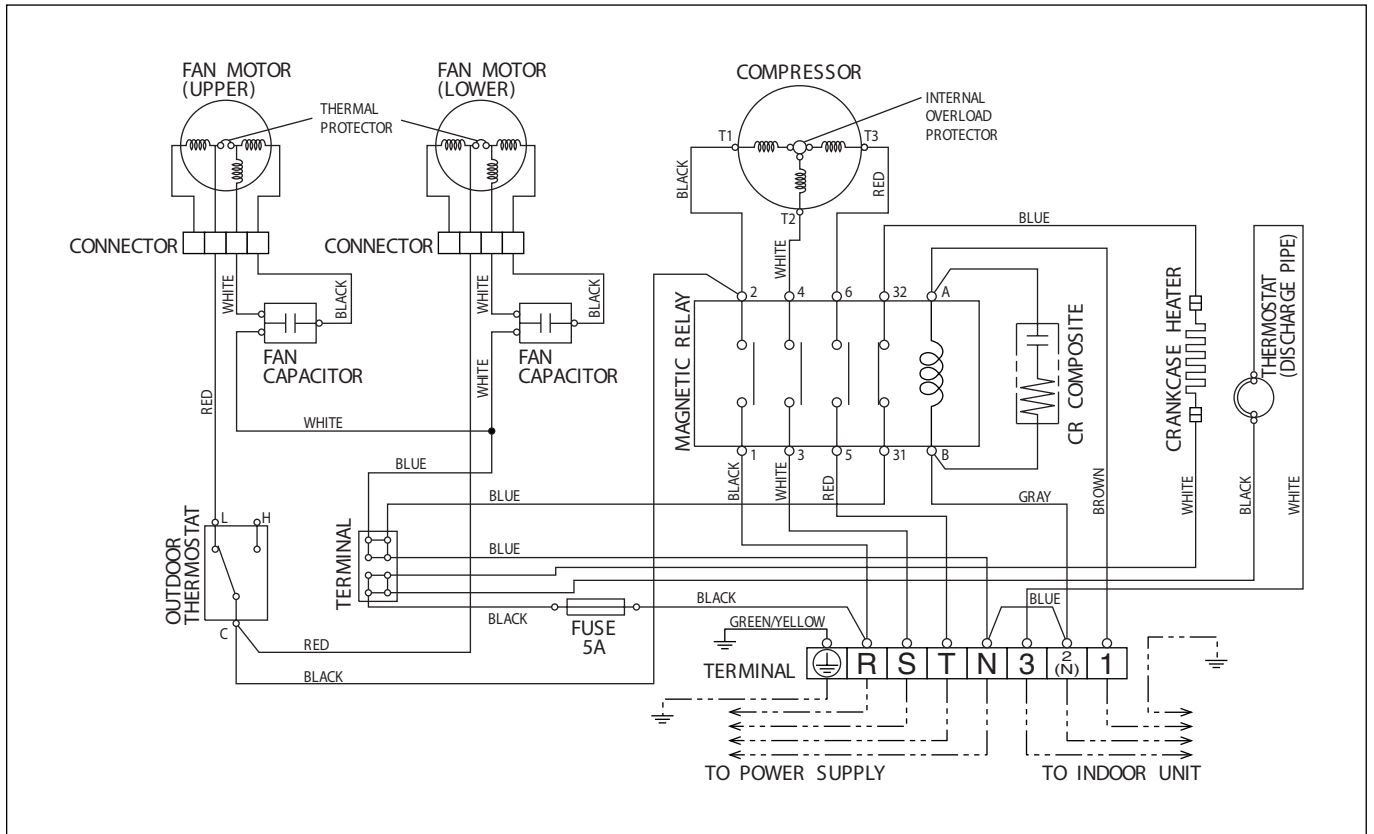 FAN MOTOR
(UPPER)
FAN MOTOR
(LOWER)
COMPRESSOR
THERMAL
PROTECTOR
INTERNAL
OVERLOAD
PROTECTOR
T1
T3
T2
BLACK
RED
WHITE
BLUE
CONNECTOR
CONNECTOR
WHITE
BLACK
WHITE
BLACK
FAN
CAPACITOR
FAN
CAPACITOR
2
4
6
32
A
MAGNETIC RELAY
CR COMPOSITE
CRANKCASE HEATER
THERMOSTAT
(DISCHARGE PIPE)
RED
WHITE
WHITE
1
3
5
31
B
BLUE
BLACK
WHITE
RED
GRAY
BROWN
WHITE
BLACK
WHITE
BLUE
L
H
OUTDOOR
THERMOSTAT
C
TERMINAL
BLUE
BLACK
FUSE
5A
BLACK
BLUE
GREEN/YELLOW
RED
BLACK
TERMINAL
R
S
T
N
3
2
(N)
1
TO POWER SUPPLY
TO INDOOR UNIT